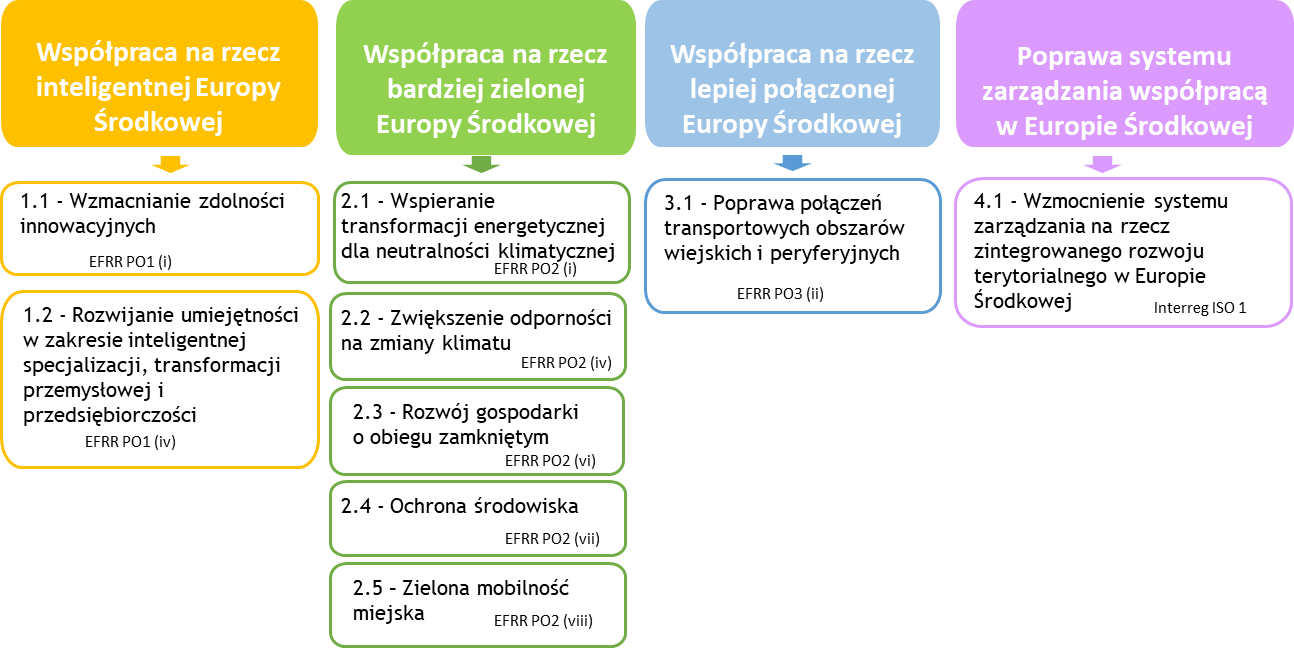 Współpraca na rzecz
inteligentnej Europy
Środkowej
1.1 - Wzmacnianie zdolności
innowacyjnych
EFRR PO1 (i)
1.2 - Rozwijanie umiejętności
w zakresie inteligentnej
specjalizacji, transformacji
przemysłowej i
przedsiębiorczości
EFRR PO1 (iv)
Współpraca na rzecz
bardziej zielonej
Europy Środkowej
2.1 - Wspieranie
transformacji energetycznej
dla neutralności klimatycznej
EFRR PO2 (i)
2.2 - Zwiększenie odporności
na zmiany klimatu
EFRR PO2 (iv)
2.3 - Rozwój gospodarki
o obiegu zamkniętym
EFRR PO2 (vi)
2.4 - Ochrona środowiska
EFRR PO2 (vii)
2.5 – Zielona mobilność
miejska
EFRR PO2 (viii)
Współpraca na rzecz
lepiej połączonej
Europy Środkowej
3.1 - Poprawa połączeń
transportowych obszarów
wiejskich i peryferyjnych
EFRR PO3 (ii)
Poprawa systemu
zarządzania współpracą
w Europie Środkowej
4.1 - Wzmocnienie systemu
zarządzania na rzecz
zintegrowanego rozwoju
terytorialnego w Europie
Środkowej
Interreg ISO 1